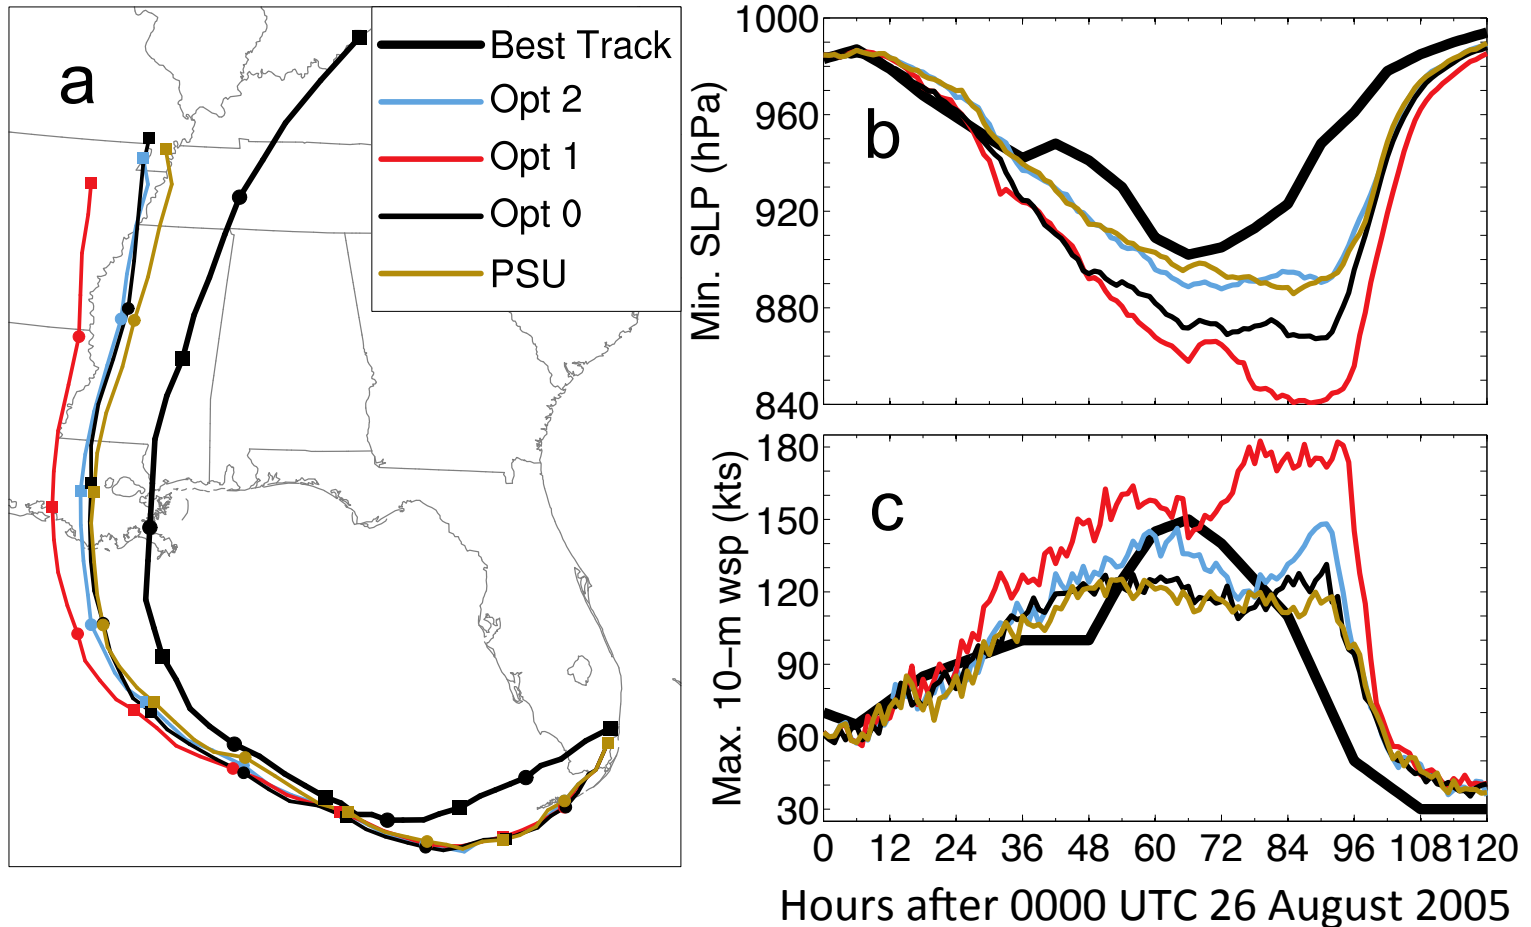 a
Best Track
Opt 2
Opt 1
Opt 0
PSU
1000
960
920
880
840
Min. SLP (hPa)
b
180
150
120
90
60
30
Max. 10−m wsp (kts)
c
0 12 24 36 48 60 72 84 96 108 120
Hours after 0000 UTC 26 August 2005